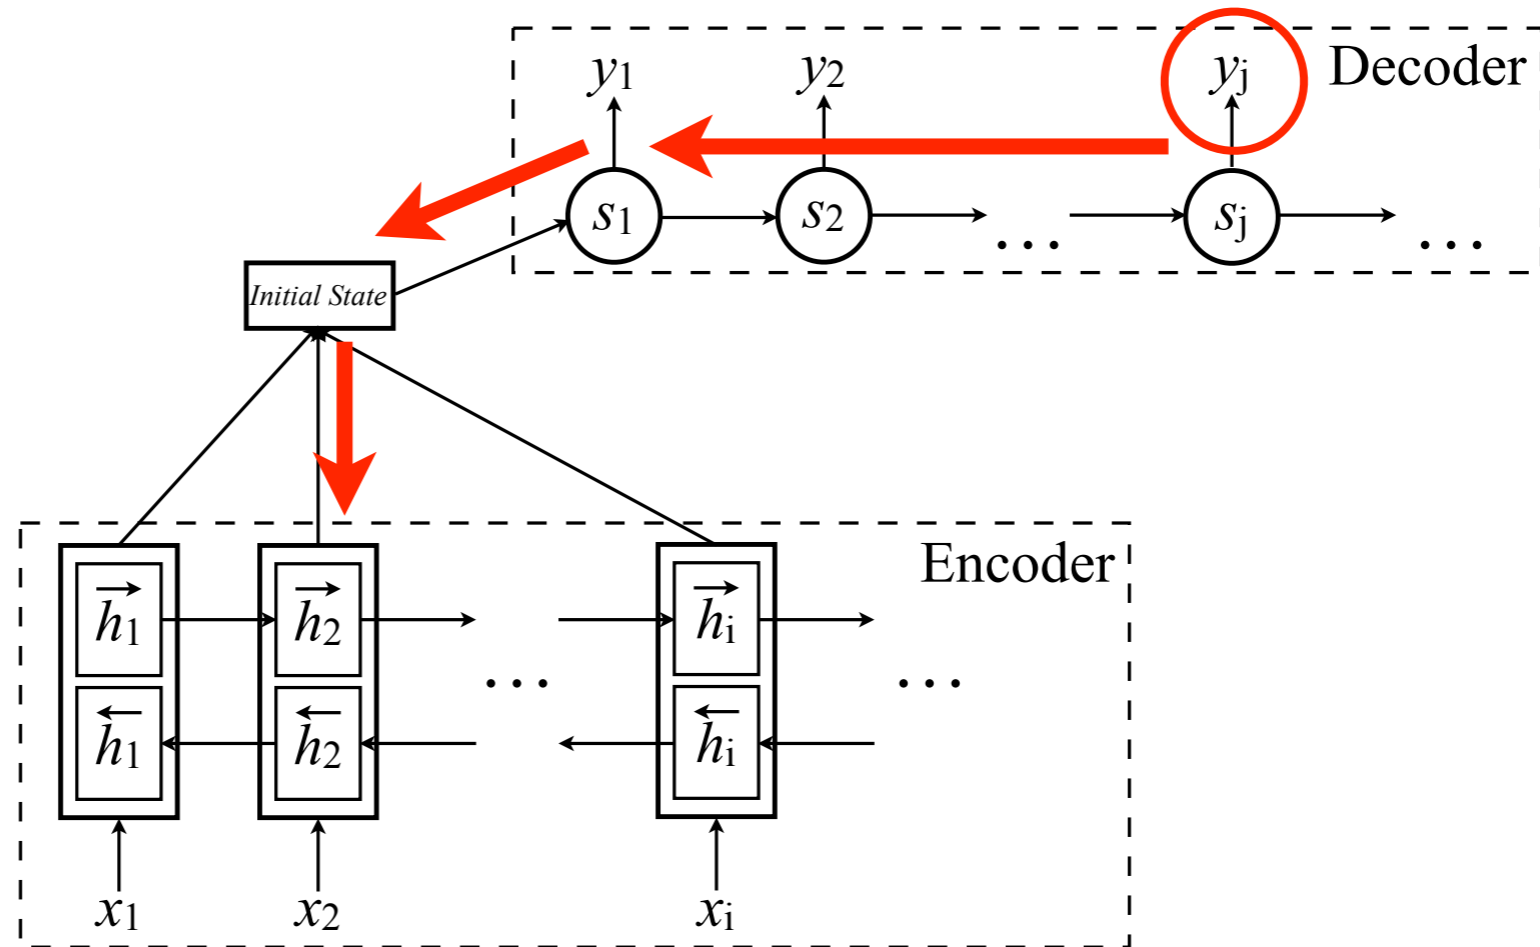 y1 y2 yj Decoder
s1 s2 ... sj ...
Initial State
Encoder
h1 h2 ... hi ...
h1 h2 hi
x1 x2 xi